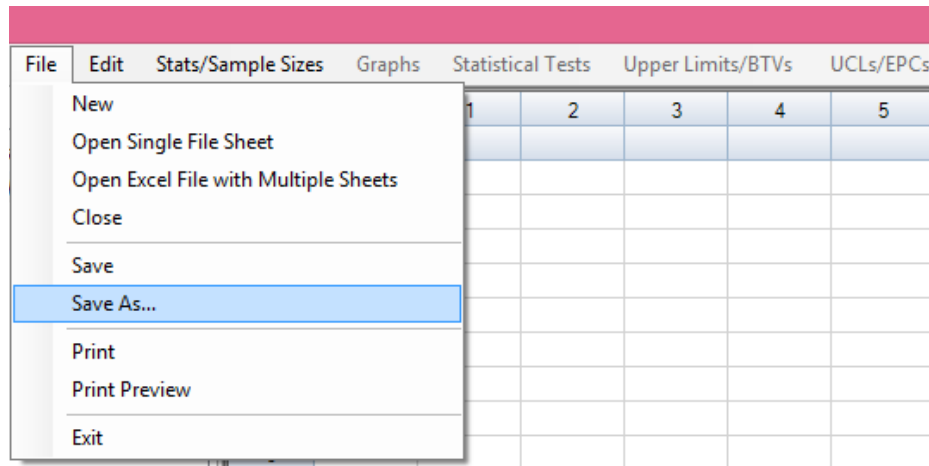 File Edit Stats/Sample Sizes Graphs Statistical Tests Upper Limits/BTVs UCLs/EPCs
New
1 2 3 4 5
Open Single File Sheet
Open Excel File with Multiple Sheets
Close
Save
Save As...
Print
Print Preview
Exit